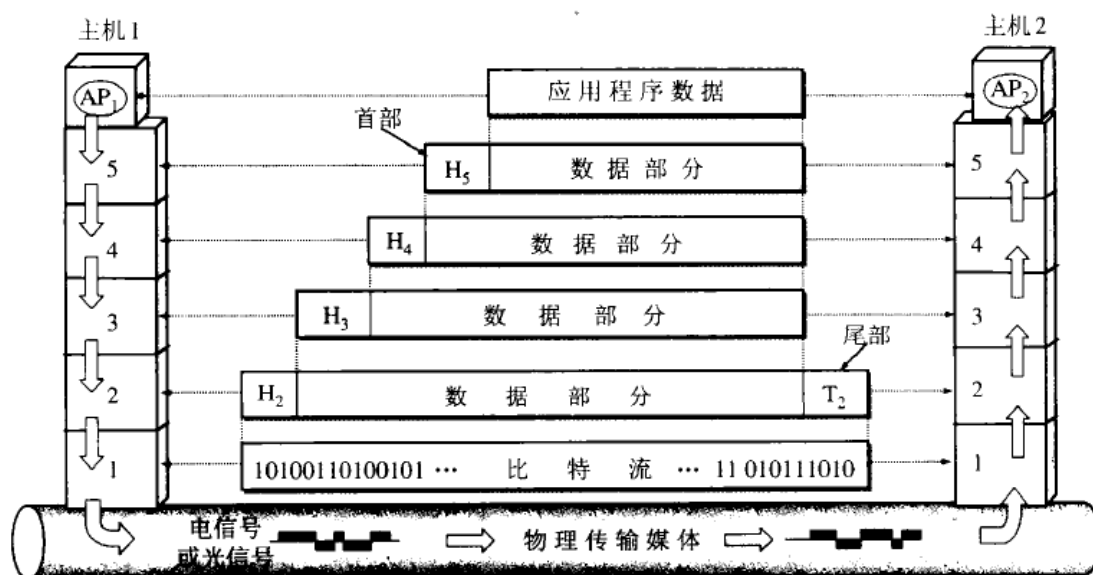 主机1 主机2
AP₁ 应用程序数据 AP₂
首部
5 H₅ 数据部分 5
4 H₄ 数据部分 4
3 H₃ 数据部分 3
尾部
2 H₂ 数据部分 T₂ 2
1 10100110100101 ··· 比特流 ··· 11 010111010 1
电信号 物理传输媒体
或光信号